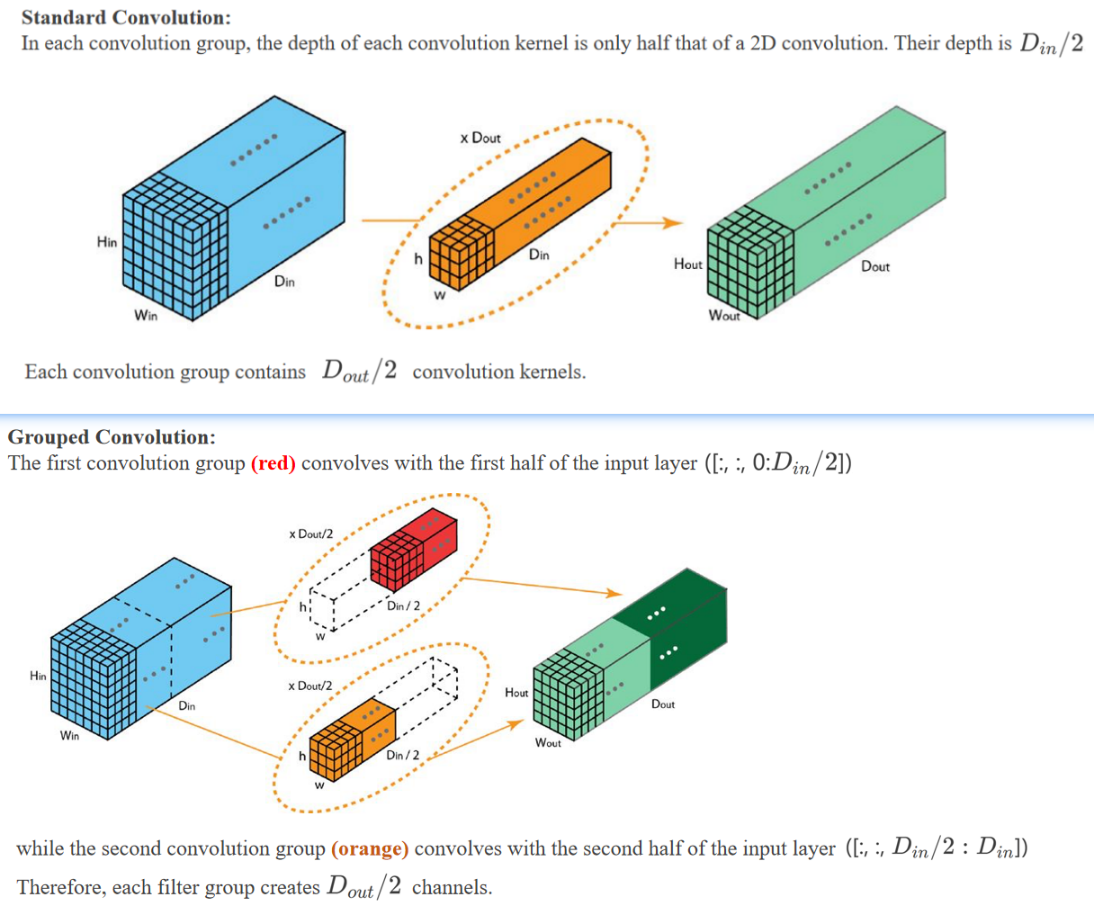 Standard Convolution:
In each convolution group, the depth of each convolution kernel is only half that of a 2D convolution. Their depth is D_{in}/2
x Dout
Hin
h
Din
Hout
Dout
Din
w
Win
Wout
Each convolution group contains D_{out}/2 convolution kernels.
Grouped Convolution:
The first convolution group (red) convolves with the first half of the input layer ([:, :, 0:D_{in}/2])
x Dout/2
h
Din / 2
w
Hin
x Dout/2
Hout
Din
Dout
Win
Wout
h
Din / 2
w
while the second convolution group (orange) convolves with the second half of the input layer ([:, :, D_{in}/2 : D_{in}])
Therefore, each filter group creates D_{out}/2 channels.